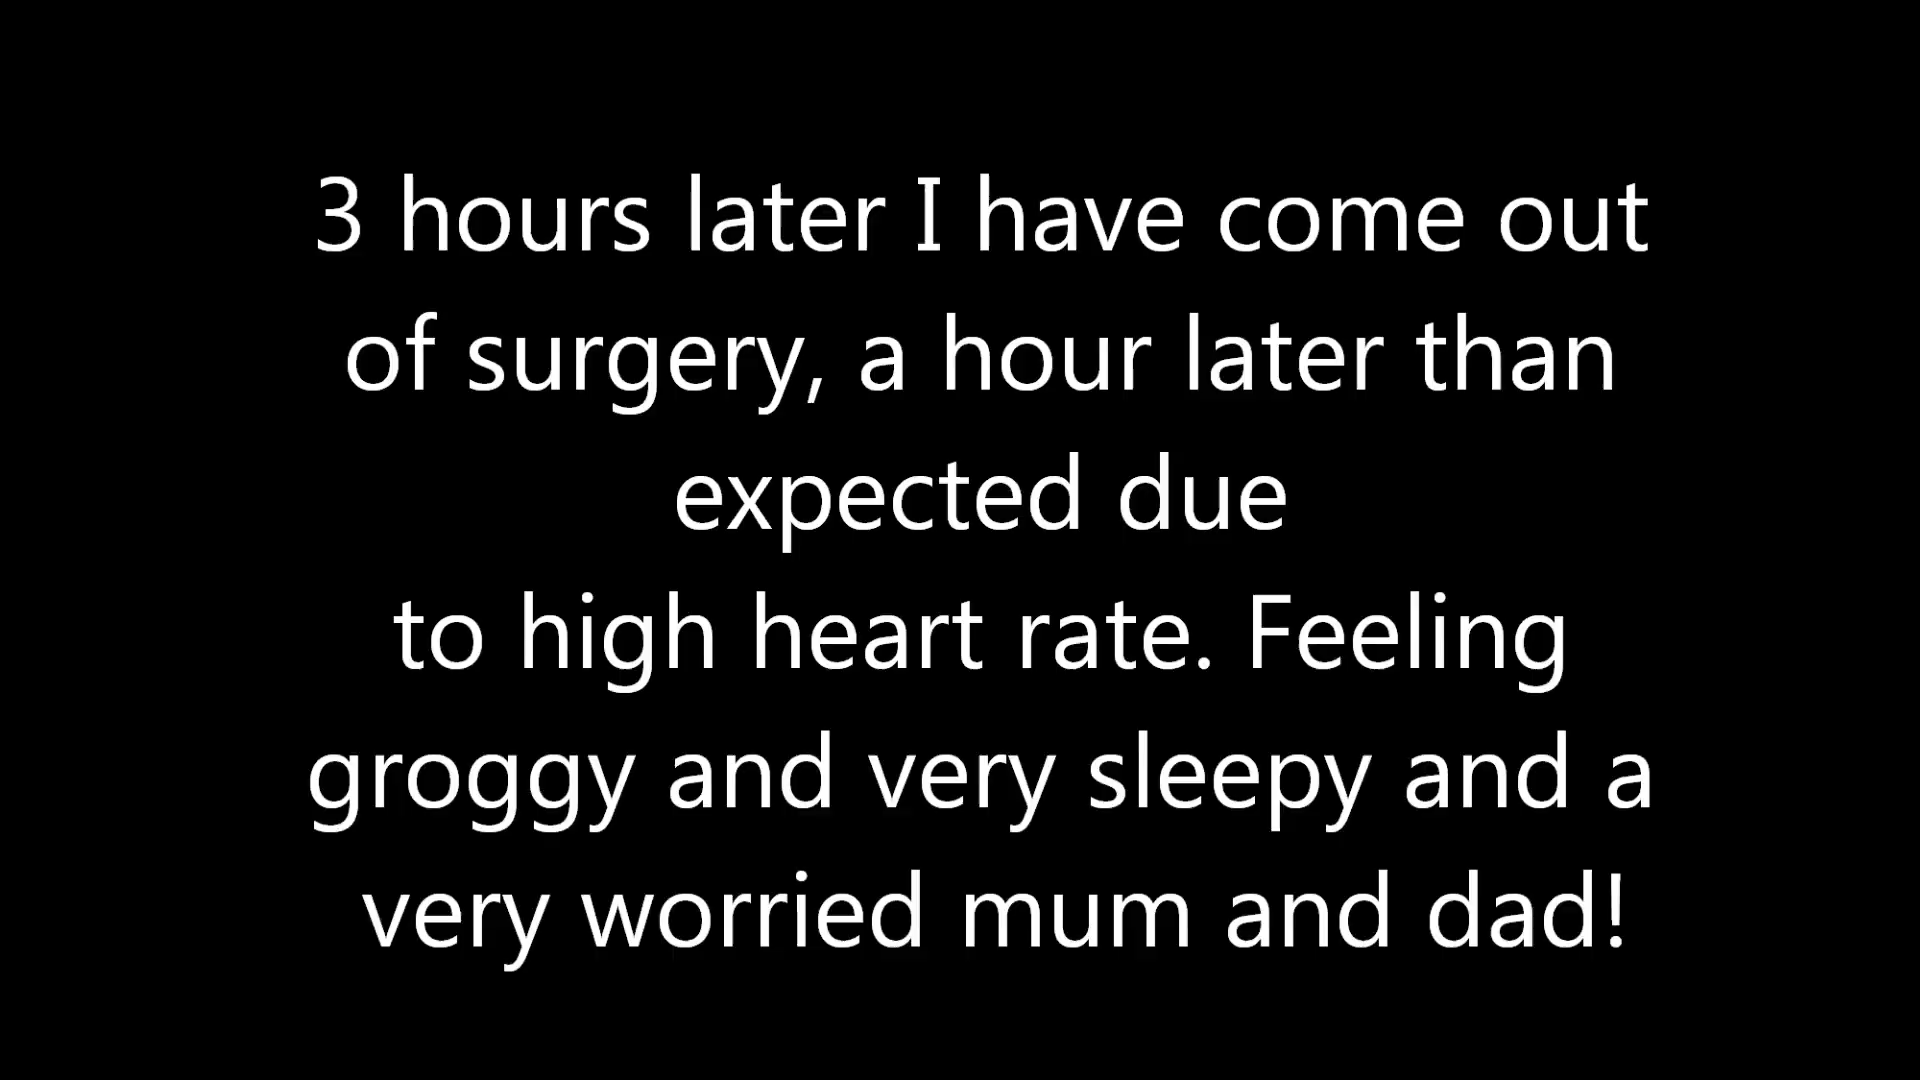 3 hours later I have come out
of surgery, a hour later than
expected due
to high heart rate. Feeling
groggy and very sleepy and a
very worried mum and dad!